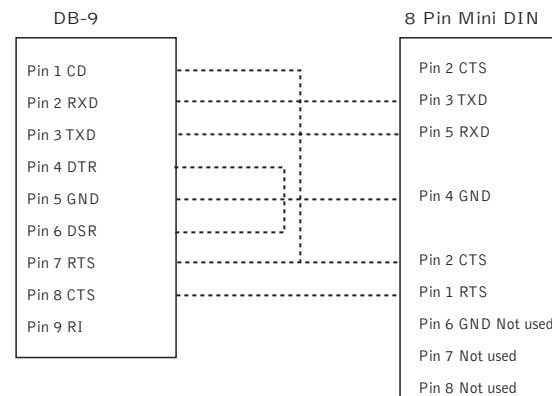 DB-9
Pin 1 CD
Pin 2 RXD
Pin 3 TXD
Pin 4 DTR
Pin 5 GND
Pin 6 DSR
Pin 7 RTS
Pin 8 CTS
Pin 9 RI
8 Pin Mini DIN
Pin 2 CTS
Pin 3 TXD
Pin 5 RXD
Pin 4 GND
Pin 2 CTS
Pin 1 RTS
Pin 6 GND Not used
Pin 7 Not used
Pin 8 Not used